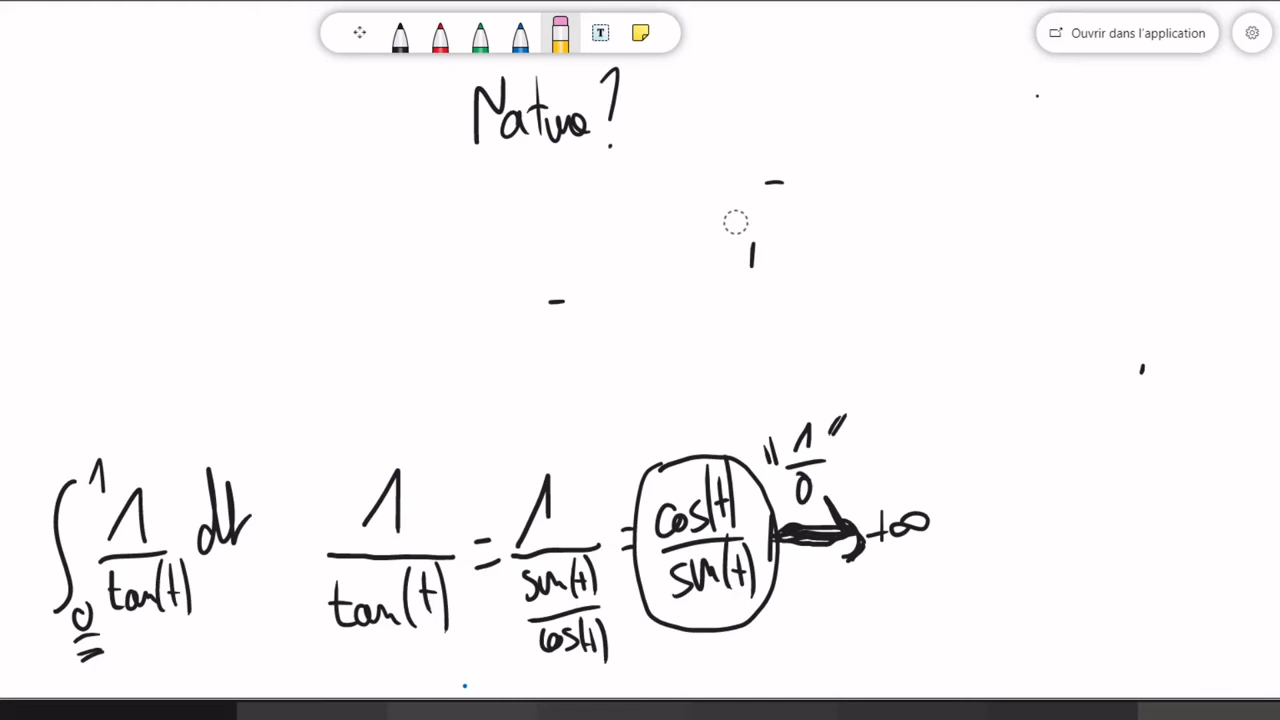 Ouvrir dans l'application
Nature?
∫₀¹ 1/tan(t) dt   1/tan(t) = 1/(sin(t)/cos(t)) = cos(t)/sin(t) → "1/0" +∞